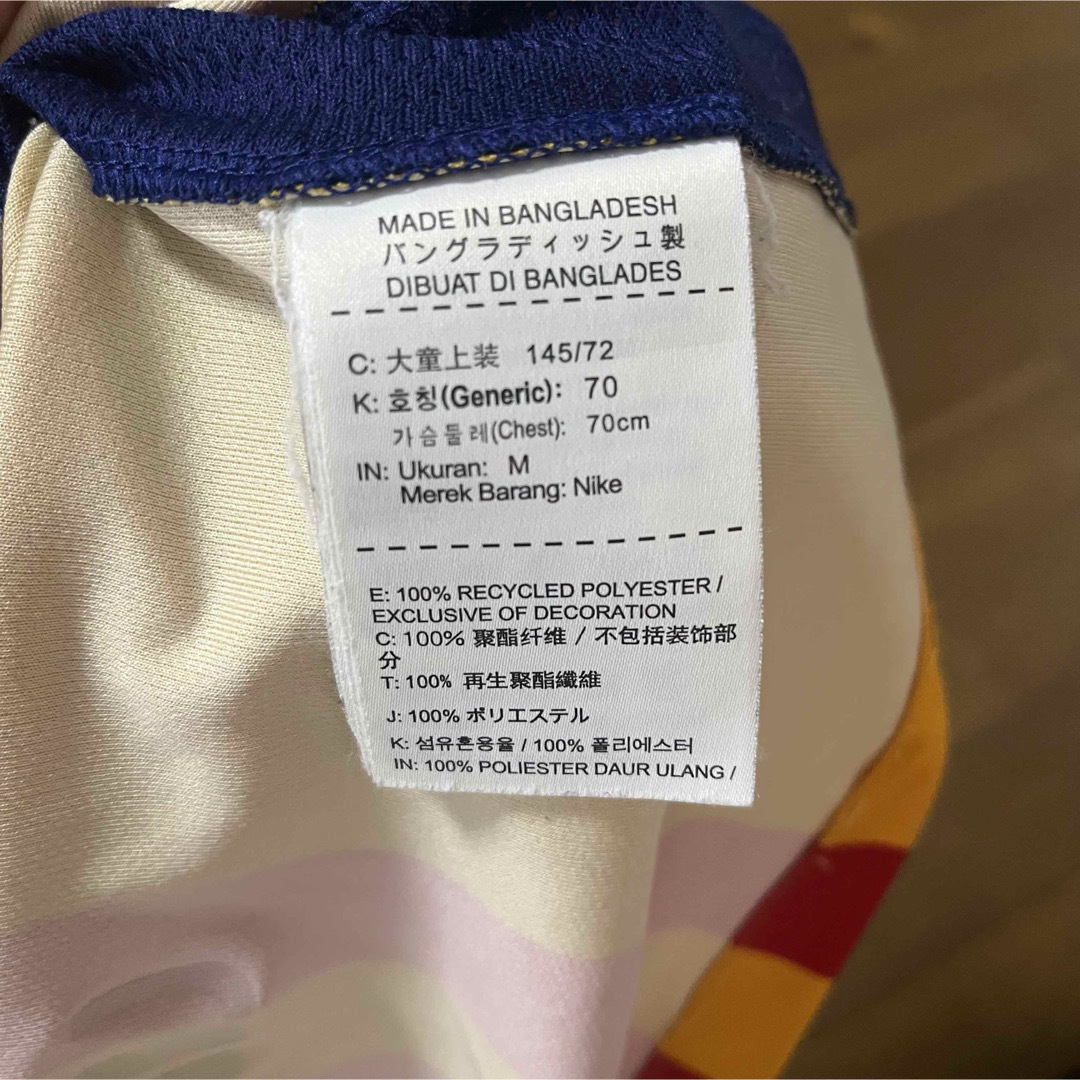 MADE IN BANGLADESH
バングラディッシュ製
DIBUAT DI BANGLADES
C: 大童上装 145/72
K: 호칭(Generic): 70
가슴둘레(Chest): 70cm
IN: Ukuran: M
Merek Barang: Nike
E: 100% RECYCLED POLYESTER /
EXCLUSIVE OF DECORATION
C: 100% 聚酯纤维 / 不包括装饰部
分
T: 100% 再生聚酯纖維
J: 100% ポリエステル
K: 섬유혼용율 / 100% 폴리에스터
IN: 100% POLIESTER DAUR ULANG /